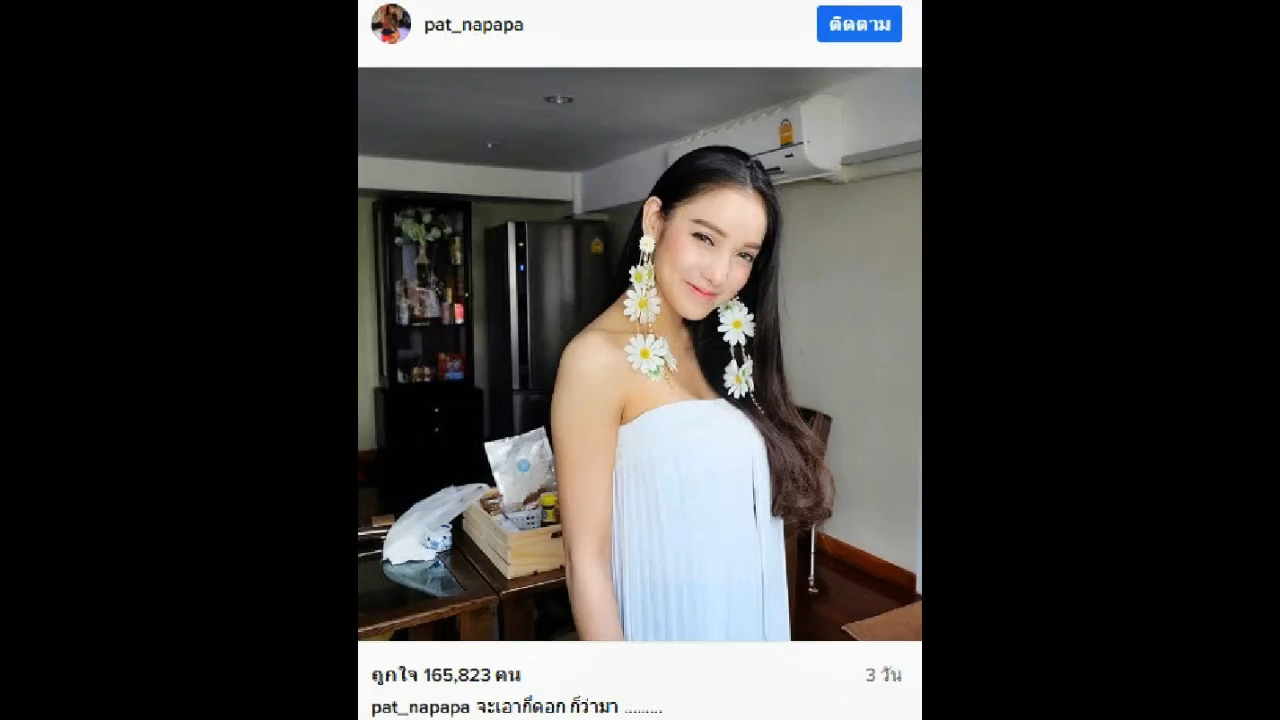 pat_napapa
ติดตาม
ถูกใจ 165,823 คน
3 วัน
pat_napapa จะเอากี่ดอก ก็ว่ามา .........